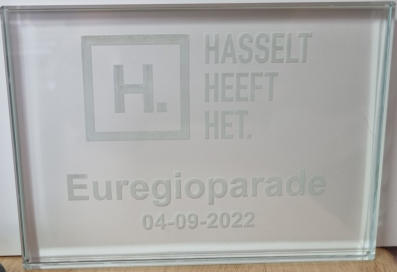 H.
HASSELT
HEEFT
HET.
Euregioparade
04-09-2022